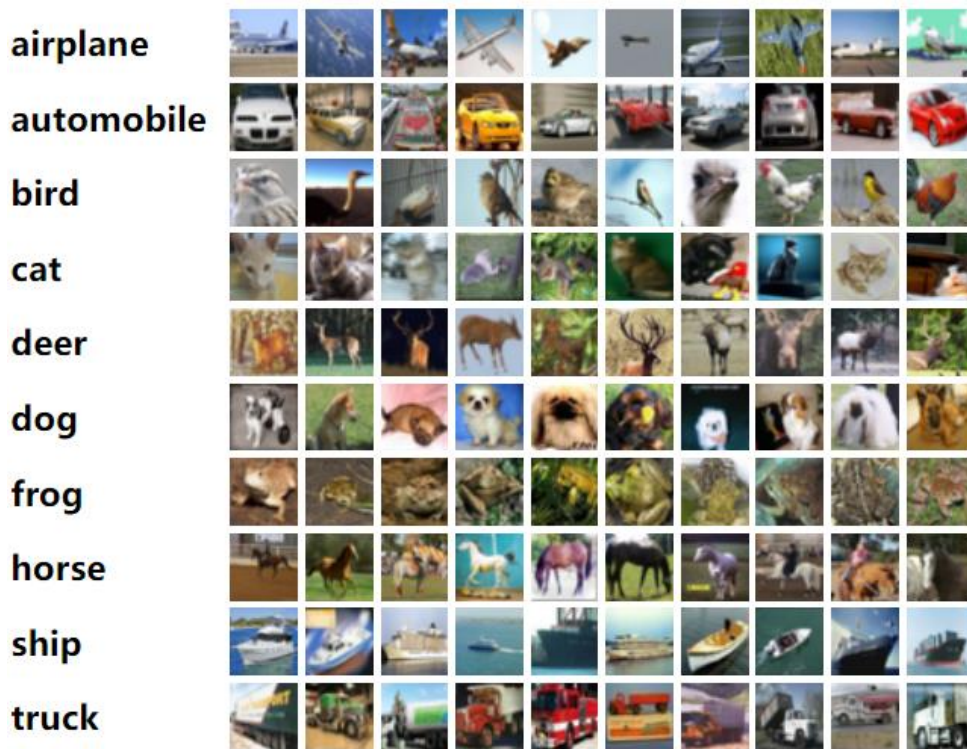 airplane
automobile
bird
cat
deer
dog
frog
horse
ship
truck